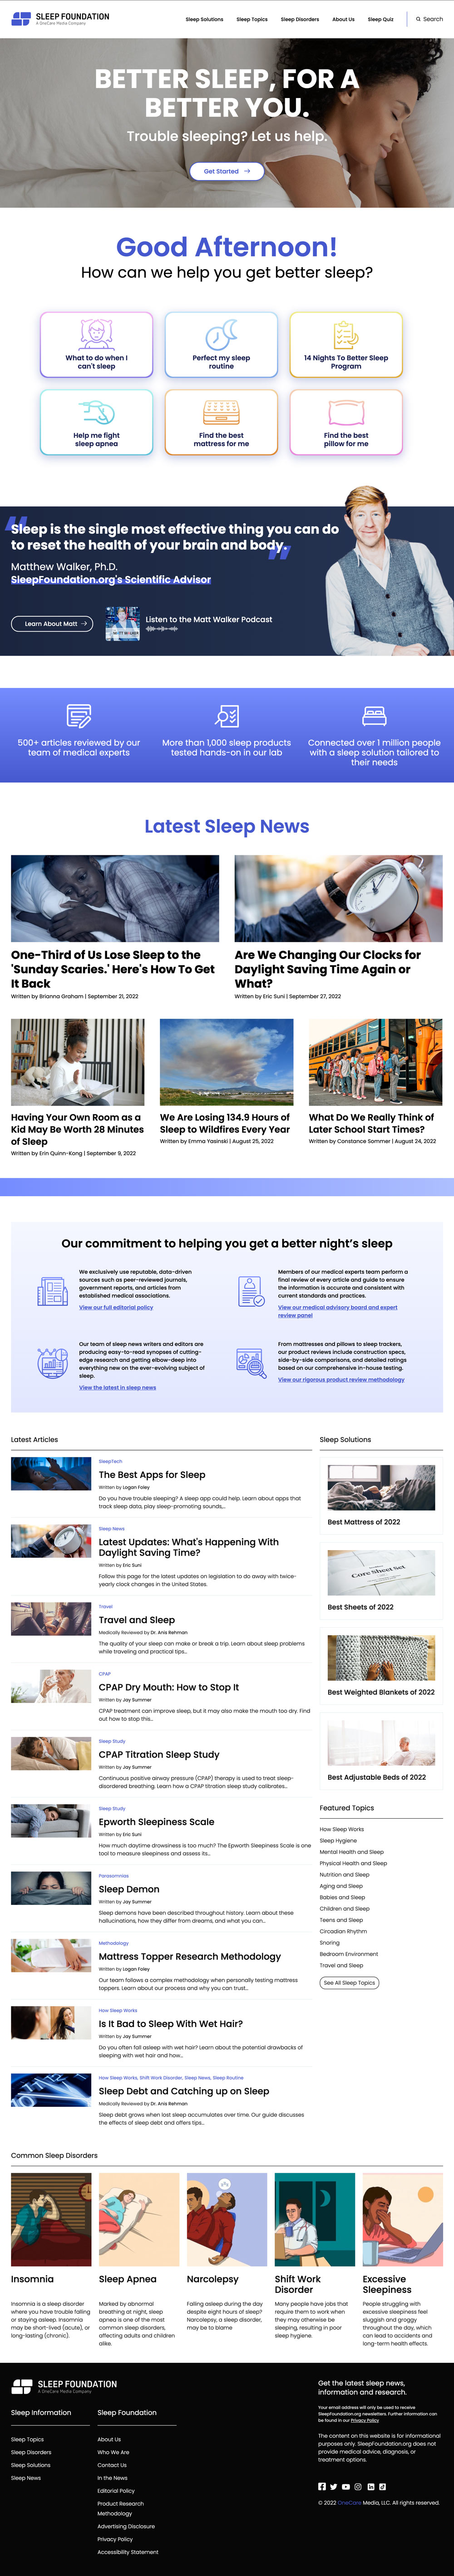 SLEEP FOUNDATION
A OneCare Media Company
Sleep Solutions
Sleep Topics
Sleep Disorders
About Us
Sleep Quiz
Search
BETTER SLEEP, FOR A
BETTER YOU.
Trouble sleeping? Let us help.
Get Started
Good Afternoon!
How can we help you get better sleep?
What to do when I
can't sleep
Perfect my sleep
routine
14 Nights To Better Sleep
Program
Help me fight
sleep apnea
Find the best
mattress for me
Find the best
pillow for me
Sleep is the single most effective thing you can do
to reset the health of your brain and body.
Matthew Walker, Ph.D.
SleepFoundation.org's Scientific Advisor
Learn About Matt
Listen to the Matt Walker Podcast
500+ articles reviewed by our
team of medical experts
More than 1,000 sleep products
tested hands-on in our lab
Connected over 1 million people
with a sleep solution tailored to
their needs
Latest Sleep News
One-Third of Us Lose Sleep to the
'Sunday Scaries.' Here's How To Get
It Back
Written by Brianna Graham | September 21, 2022
Are We Changing Our Clocks for
Daylight Saving Time Again or
What?
Written by Eric Suni | September 27, 2022
Having Your Own Room as a
Kid May Be Worth 28 Minutes
of Sleep
Written by Erin Quinn-Kong | September 9, 2022
We Are Losing 134.9 Hours of
Sleep to Wildfires Every Year
Written by Emma Yasinski | August 25, 2022
What Do We Really Think of
Later School Start Times?
Written by Constance Sommer | August 24, 2022
Our commitment to helping you get a better night's sleep
We exclusively use reputable, data-driven
sources such as peer-reviewed journals,
government reports, and articles from
established medical associations.
View our full editorial policy
Members of our medical experts team perform a
final review of every article and guide to ensure
the information is accurate and consistent with
current standards and practices.
View our medical advisory board and expert
review panel
Our team of sleep news writers and editors are
producing easy-to-read synopses of cutting-
edge research and getting elbow-deep into
everything new on the ever-evolving subject of
sleep.
View the latest in sleep news
From mattresses and pillows to sleep trackers,
our product reviews include construction specs,
side-by-side comparisons, and detailed ratings
based on our comprehensive in-house testing.
View our rigorous product review methodology
Latest Articles
SleepTech
The Best Apps for Sleep
Written by Logan Foley
Do you have trouble sleeping? A sleep app could help. Learn about apps that
track sleep data, play sleep-promoting sounds,...
Sleep News
Latest Updates: What's Happening With
Daylight Saving Time?
Written by Eric Suni
Follow this page for the latest updates on legislation to do away with twice-
yearly clock changes in the United States.
Travel
Travel and Sleep
Medically Reviewed by Dr. Anis Rehman
The quality of your sleep can make or break a trip. Learn about sleep problems
while traveling and practical tips...
CPAP
CPAP Dry Mouth: How to Stop It
Written by Jay Summer
CPAP treatment can improve sleep, but it may also make the mouth too dry. Find
out how to stop this...
Sleep Study
CPAP Titration Sleep Study
Written by Jay Summer
Continuous positive airway pressure (CPAP) therapy is used to treat sleep-
disordered breathing. Learn how a CPAP titration sleep study calibrates...
Sleep Study
Epworth Sleepiness Scale
Written by Eric Suni
How much daytime drowsiness is too much? The Epworth Sleepiness Scale is one
tool to measure sleepiness and assess its...
Parasomnias
Sleep Demon
Written by Jay Summer
Sleep demons have been described throughout history. Learn about these
hallucinations, how they differ from dreams, and what you can...
Methodology
Mattress Topper Research Methodology
Written by Logan Foley
Our team follows a complex methodology when personally testing mattress
toppers. Learn about our process and why you can trust...
How Sleep Works
Is It Bad to Sleep With Wet Hair?
Written by Jay Summer
Do you often fall asleep with wet hair? Learn about the potential drawbacks of
sleeping with wet hair and how...
How Sleep Works, Shift Work Disorder, Sleep News, Sleep Routine
Sleep Debt and Catching up on Sleep
Medically Reviewed by Dr. Anis Rehman
Sleep debt grows when lost sleep accumulates over time. Our guide discusses
the effects of sleep debt and offers tips...
Sleep Solutions
Core Sheet Set
Best Mattress of 2022
Best Sheets of 2022
Best Weighted Blankets of 2022
Best Adjustable Beds of 2022
Featured Topics
How Sleep Works
Sleep Hygiene
Mental Health and Sleep
Physical Health and Sleep
Nutrition and Sleep
Aging and Sleep
Babies and Sleep
Children and Sleep
Teens and Sleep
Circadian Rhythm
Snoring
Bedroom Environment
Travel and Sleep
See All Sleep Topics
Common Sleep Disorders
Insomnia
Insomnia is a sleep disorder
where you have trouble falling
or staying asleep. Insomnia
may be short-lived (acute), or
long-lasting (chronic).
Sleep Apnea
Marked by abnormal
breathing at night, sleep
apnea is one of the most
common sleep disorders,
affecting adults and children
alike.
Narcolepsy
Falling asleep during the day
despite eight hours of sleep?
Narcolepsy, a sleep disorder,
may be to blame
Shift Work
Disorder
Many people have jobs that
require them to work when
they may otherwise be
sleeping, resulting in poor
sleep hygiene.
Excessive
Sleepiness
People struggling with
excessive sleepiness feel
sluggish and groggy
throughout the day, which
can lead to accidents and
long-term health effects.
SLEEP FOUNDATION
A OneCare Media Company
Sleep Information
Sleep Topics
Sleep Disorders
Sleep Solutions
Sleep News
Sleep Foundation
About Us
Who We Are
Contact Us
In the News
Editorial Policy
Product Research
Methodology
Advertising Disclosure
Privacy Policy
Accessibility Statement
Get the latest sleep news,
information and research.
Your email address will only be used to receive
SleepFoundation.org newsletters. Further information can
be found in our Privacy Policy
The content on this website is for informational
purposes only. SleepFoundation.org does not
provide medical advice, diagnosis, or
treatment options.
© 2022 OneCare Media, LLC. All rights reserved.